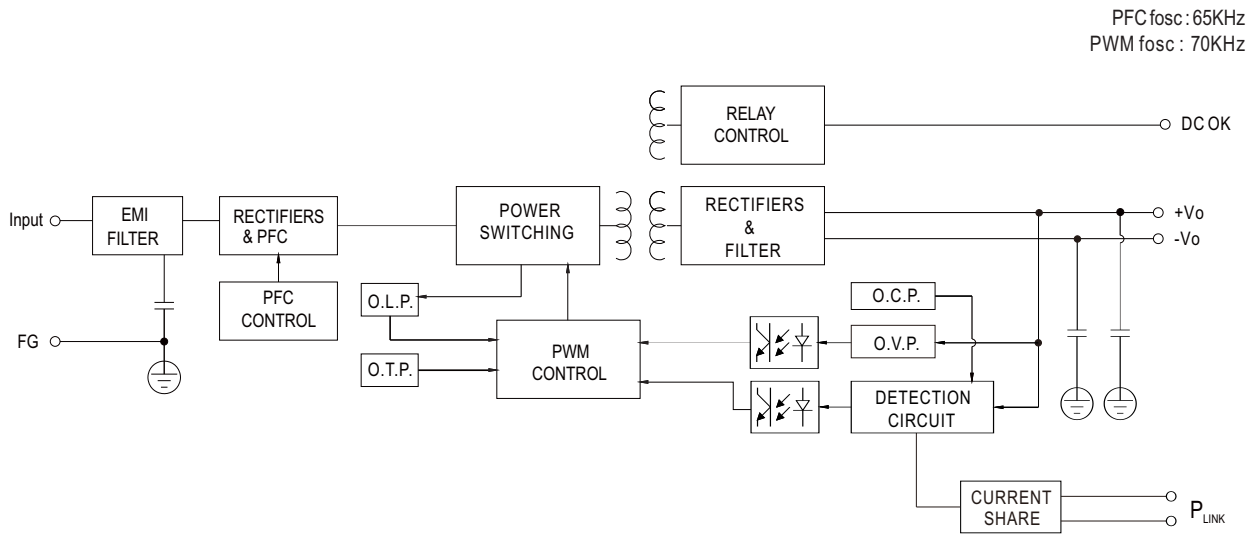 PFC fosc : 65KHz
PWM fosc : 70KHz
RELAY
CONTROL
DC OK
Input
EMI
FILTER
RECTIFIERS
& PFC
POWER
SWITCHING
RECTIFIERS
&
FILTER
+Vo
-Vo
PFC
CONTROL
O.L.P.
O.C.P.
FG
O.T.P.
PWM
CONTROL
O.V.P.
DETECTION
CIRCUIT
CURRENT
SHARE
PLINK